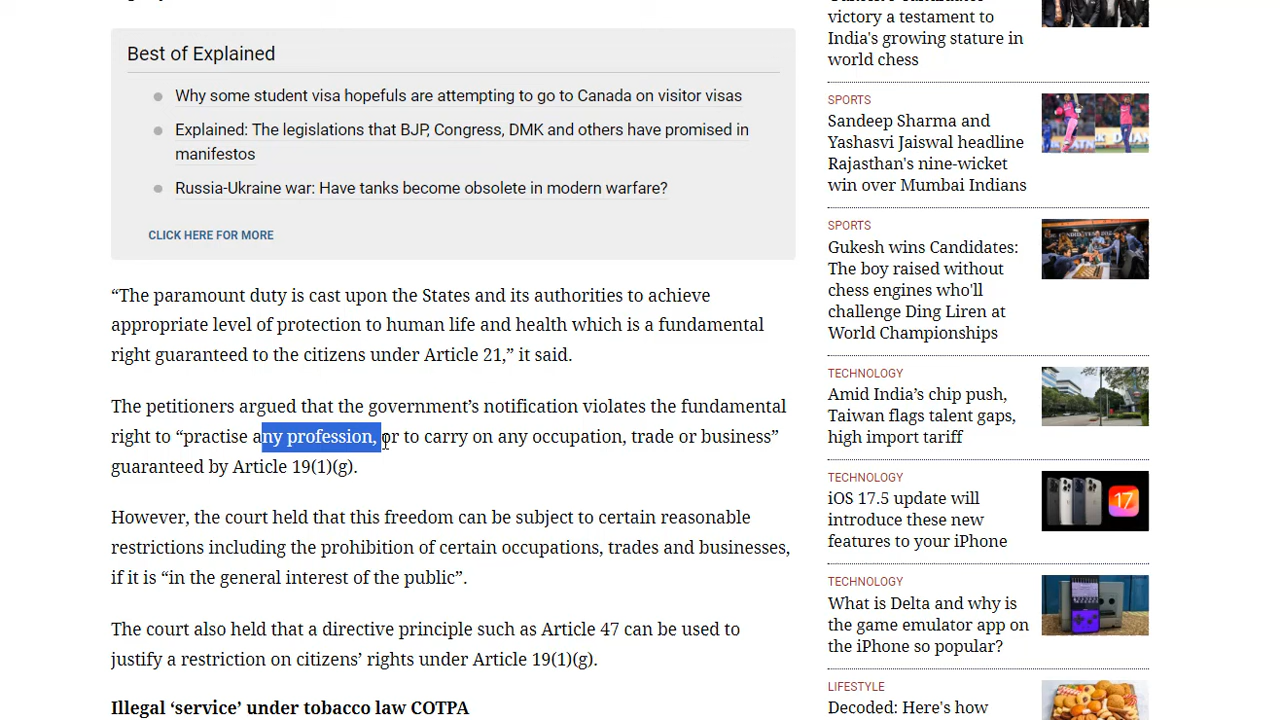 Best of Explained
Why some student visa hopefuls are attempting to go to Canada on visitor visas
Explained: The legislations that BJP, Congress, DMK and others have promised in
manifestos
Russia-Ukraine war: Have tanks become obsolete in modern warfare?
CLICK HERE FOR MORE
“The paramount duty is cast upon the States and its authorities to achieve
appropriate level of protection to human life and health which is a fundamental
right guaranteed to the citizens under Article 21,” it said.
The petitioners argued that the government’s notification violates the fundamental
right to “practise any profession, or to carry on any occupation, trade or business”
guaranteed by Article 19(1)(g).
However, the court held that this freedom can be subject to certain reasonable
restrictions including the prohibition of certain occupations, trades and businesses,
if it is “in the general interest of the public”.
The court also held that a directive principle such as Article 47 can be used to
justify a restriction on citizens’ rights under Article 19(1)(g).
Illegal ‘service’ under tobacco law COTPA
victory a testament to
India's growing stature in
world chess
SPORTS
Sandeep Sharma and
Yashasvi Jaiswal headline
Rajasthan's nine-wicket
win over Mumbai Indians
SPORTS
Gukesh wins Candidates:
The boy raised without
chess engines who'll
challenge Ding Liren at
World Championships
TECHNOLOGY
Amid India’s chip push,
Taiwan flags talent gaps,
high import tariff
TECHNOLOGY
iOS 17.5 update will
introduce these new
features to your iPhone
17
TECHNOLOGY
What is Delta and why is
the game emulator app on
the iPhone so popular?
LIFESTYLE
Decoded: Here's how